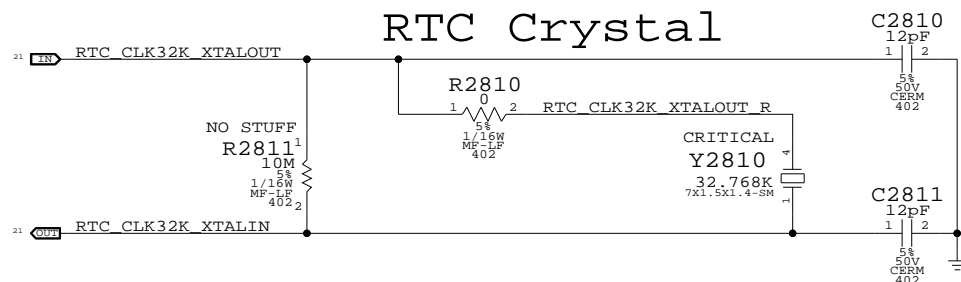 RTC Crystal
C2810
12pF
1 2
5%
50V
CERM
402
21 IN RTC_CLK32K_XTALOUT
R2810
0
1 2
5%
1/16W
MF-LF
402
RTC_CLK32K_XTALOUT_R
NO STUFF
R2811
1
10M
5%
1/16W
MF-LF
402
2
CRITICAL
4
Y2810
32.768K
7X1.5X1.4-SM
1
C2811
12pF
1 2
5%
50V
CERM
402
21 OUT RTC_CLK32K_XTALIN